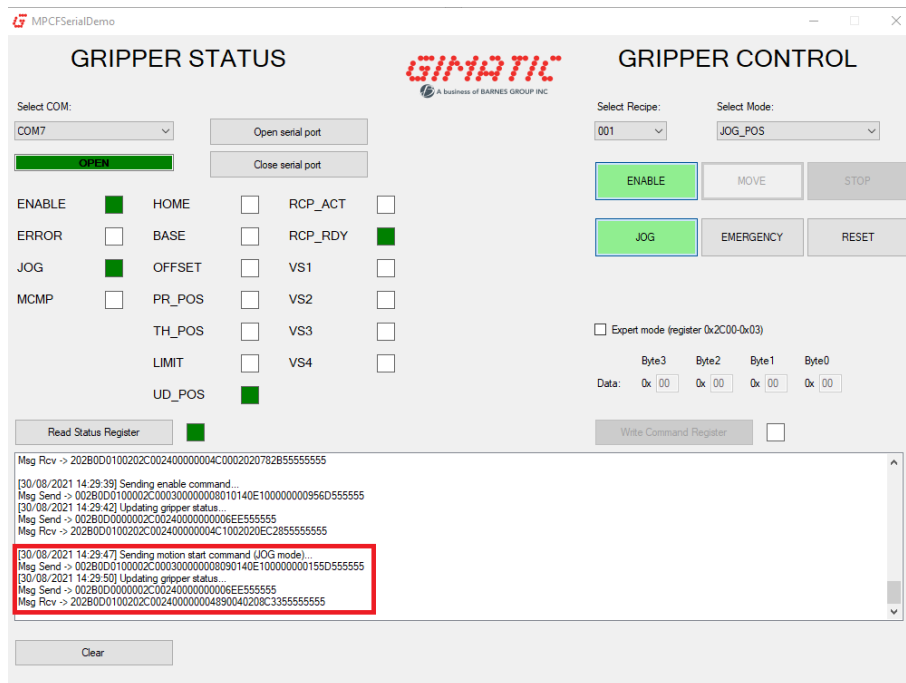 MPCFSerialDemo
GRIPPER STATUS
GIMATIC
A business of BARNES GROUP INC
GRIPPER CONTROL
Select COM:
COM7
Open serial port
OPEN
Close serial port
Select Recipe:
Select Mode:
001
JOG_POS
ENABLE
MOVE
STOP
JOG
EMERGENCY
RESET
ENABLE
HOME
RCP_ACT
ERROR
BASE
RCP_RDY
JOG
OFFSET
VS1
MCMP
PR_POS
VS2
TH_POS
VS3
LIMIT
VS4
UD_POS
Expert mode (register 0x2C00-0x03)
Byte3 Byte2 Byte1 Byte0
Data: 0x 00 0x 00 0x 00 0x 00
Read Status Register
Write Command Register
Msg Rcv -> 202B0D0100202C002400000004C0002020782B55555555
[30/08/2021 14:29:39] Sending enable command...
Msg Send -> 002B0D0100002C000300000008010140E100000000956D555555
[30/08/2021 14:29:42] Updating gripper status...
Msg Send -> 002B0D0000002C00240000000006EE555555
Msg Rcv -> 202B0D0100202C002400000004C1002020EC2855555555
[30/08/2021 14:29:47] Sending motion start command (JOG mode)...
Msg Send -> 002B0D0100002C000300000008090140E100000000155D555555
[30/08/2021 14:29:50] Updating gripper status...
Msg Send -> 002B0D0000002C00240000000006EE555555
Msg Rcv -> 202B0D0100202C002400000004890040208C3355555555
Clear